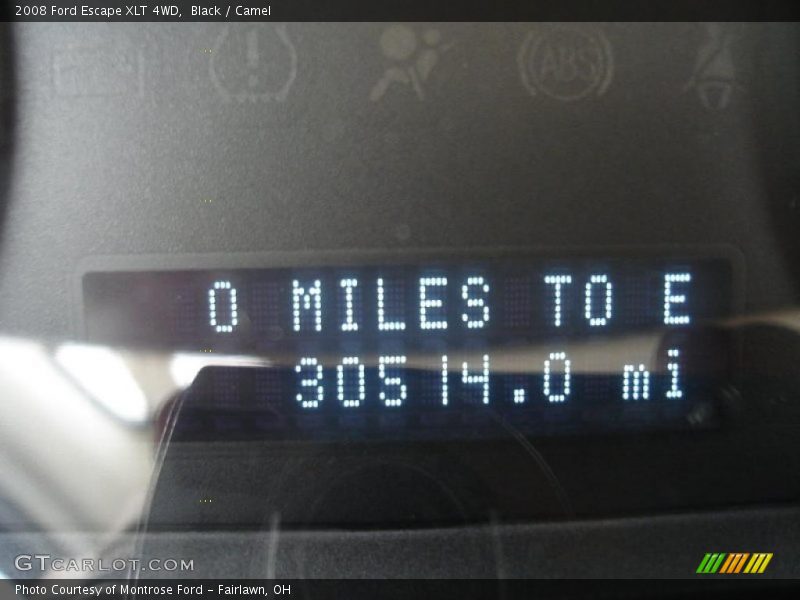 2008 Ford Escape XLT 4WD, Black / Camel
ABS
0 MILES TO E
30514.0 mi
GTCARLOT.COM
Photo Courtesy of Montrose Ford - Fairlawn, OH